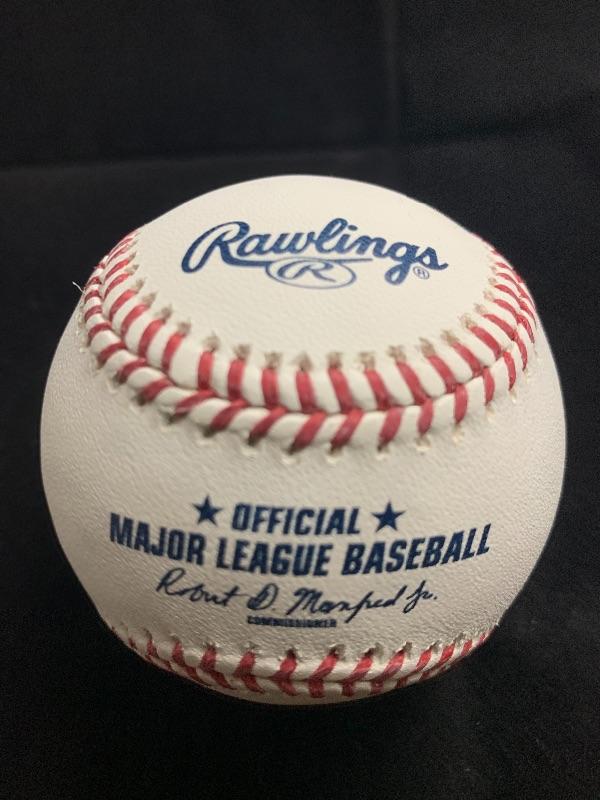 Rawlings®
R
★ OFFICIAL ★
MAJOR LEAGUE BASEBALL
Robert D. Manfred Jr.
COMMISSIONER